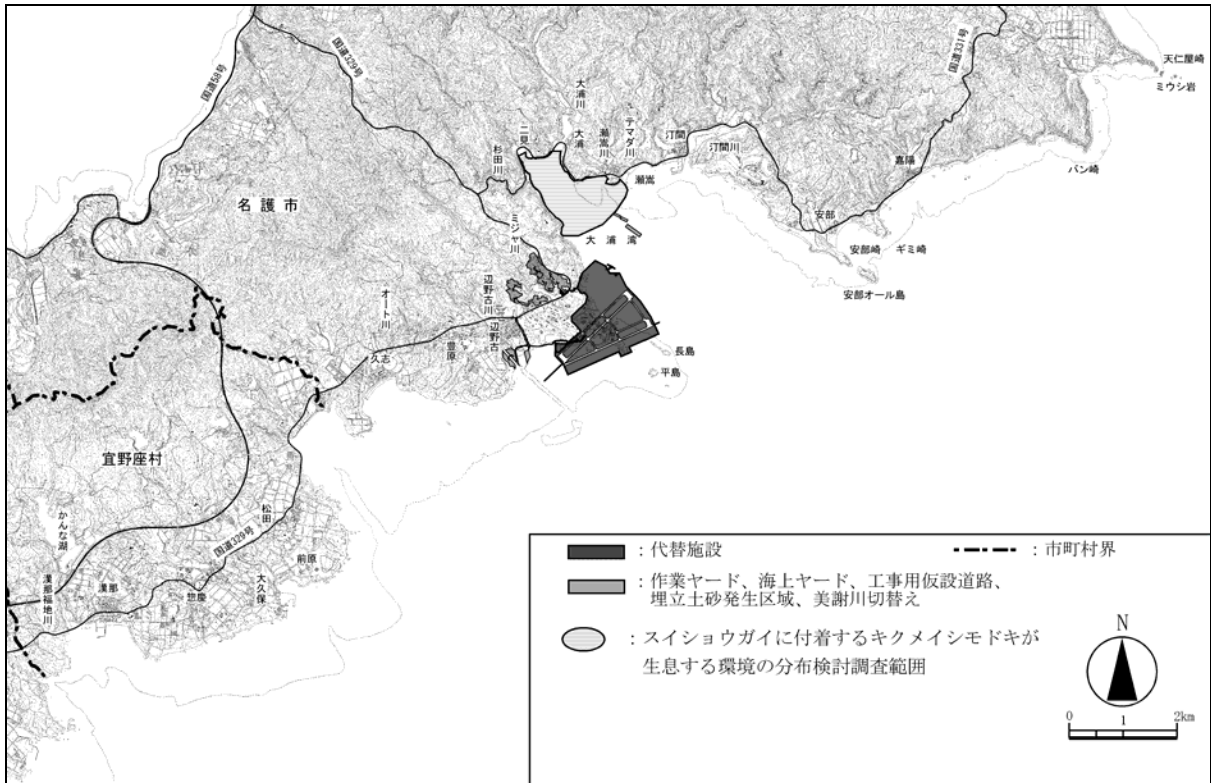 国道58号
国道329号
国道331号
天仁屋崎
ミウシ岩
バン崎
大浦川
二見
大浦
瀬嵩川
テマダ川
汀間
汀間川
杉田川
瀬嵩
嘉陽
名護市
安部
ミジャ川
大浦湾
安部崎
ギミ崎
安部オール島
辺野古川
オート川
辺野古
豊原
久志
長島
平島
宜野座村
かんな湖
松田
国道329号
前原
大久保
漢那
惣慶
漢那福地川
：代替施設
：市町村界
：作業ヤード、海上ヤード、工事用仮設道路、
埋立土砂発生区域、美謝川切替え
：スイショウガイに付着するキクメイシモドキが
生息する環境の分布検討調査範囲
N
0 1 2km